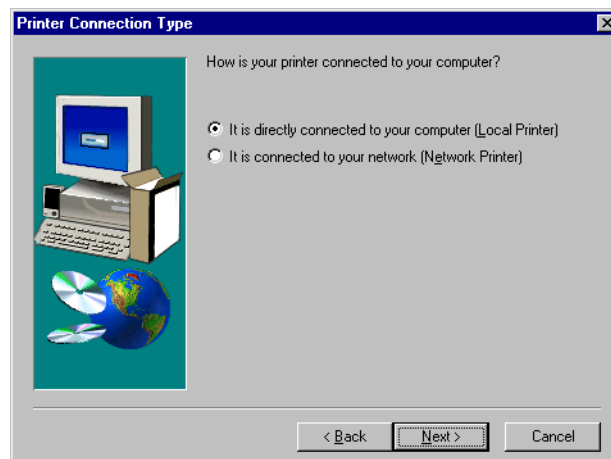 Printer Connection Type
How is your printer connected to your computer?
It is directly connected to your computer (Local Printer)
It is connected to your network (Network Printer)
< Back Next > Cancel